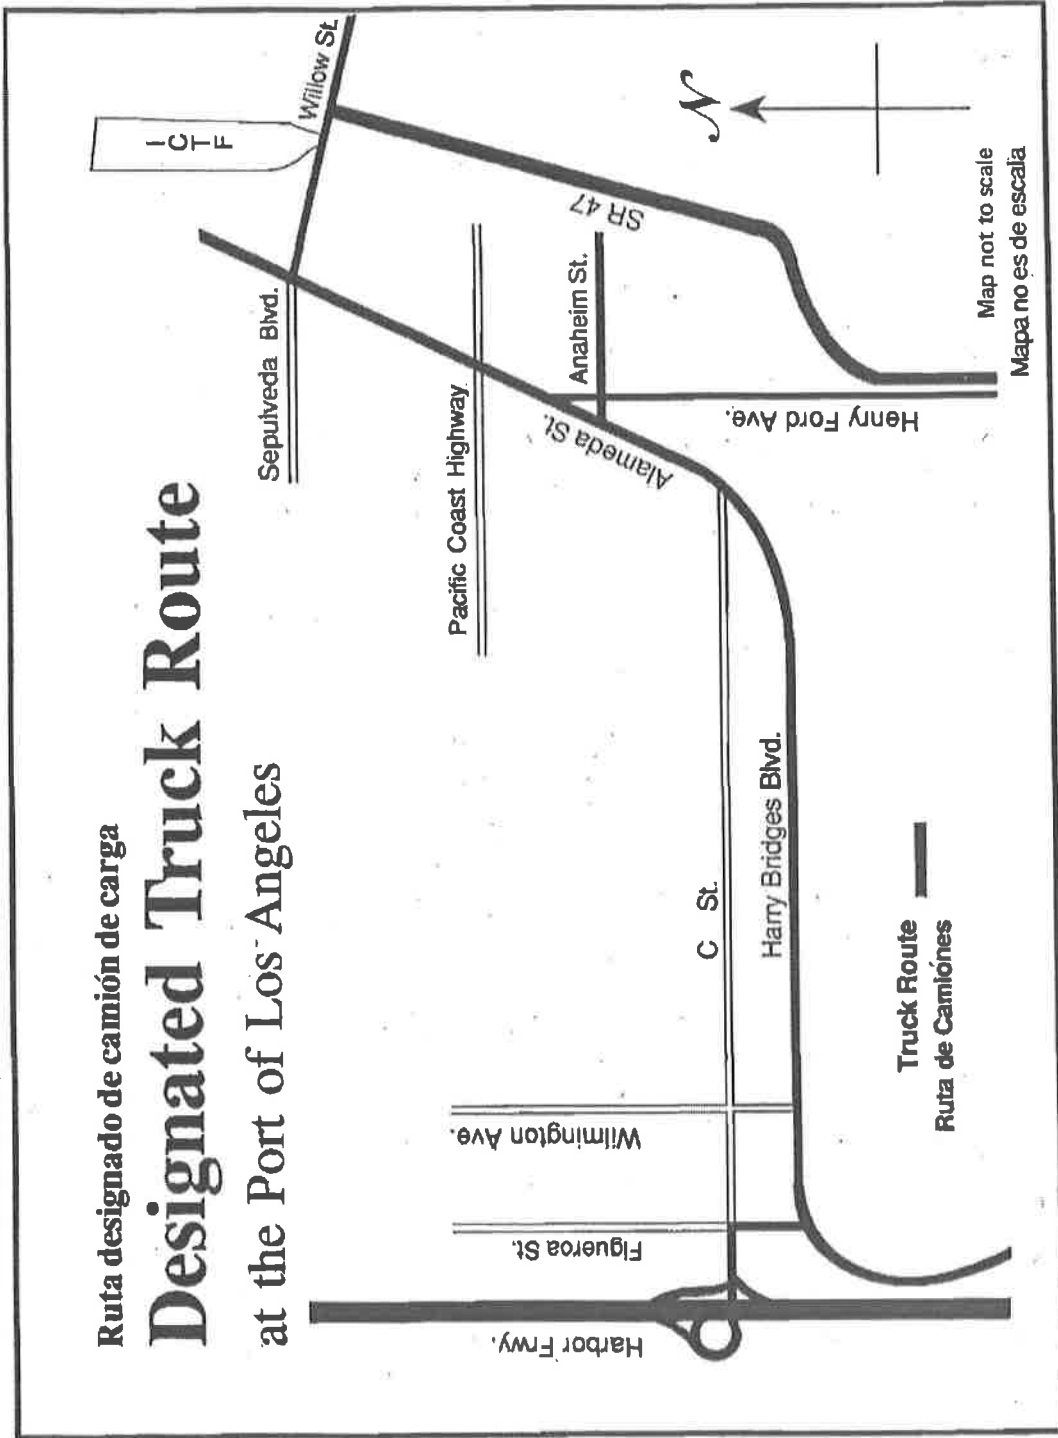 Ruta designado de camión de carga
Designated Truck Route
at the Port of Los Angeles
ICTF
Willow St.
Sepulveda Blvd.
Pacific Coast Highway
Anaheim St.
SR 47
Alameda St.
Henry Ford Ave.
N
C St.
Harry Bridges Blvd.
Wilmington Ave.
Figueroa St.
Harbor Frwy.
Truck Route
Ruta de Camiónes
Map not to scale
Mapa no es de escala